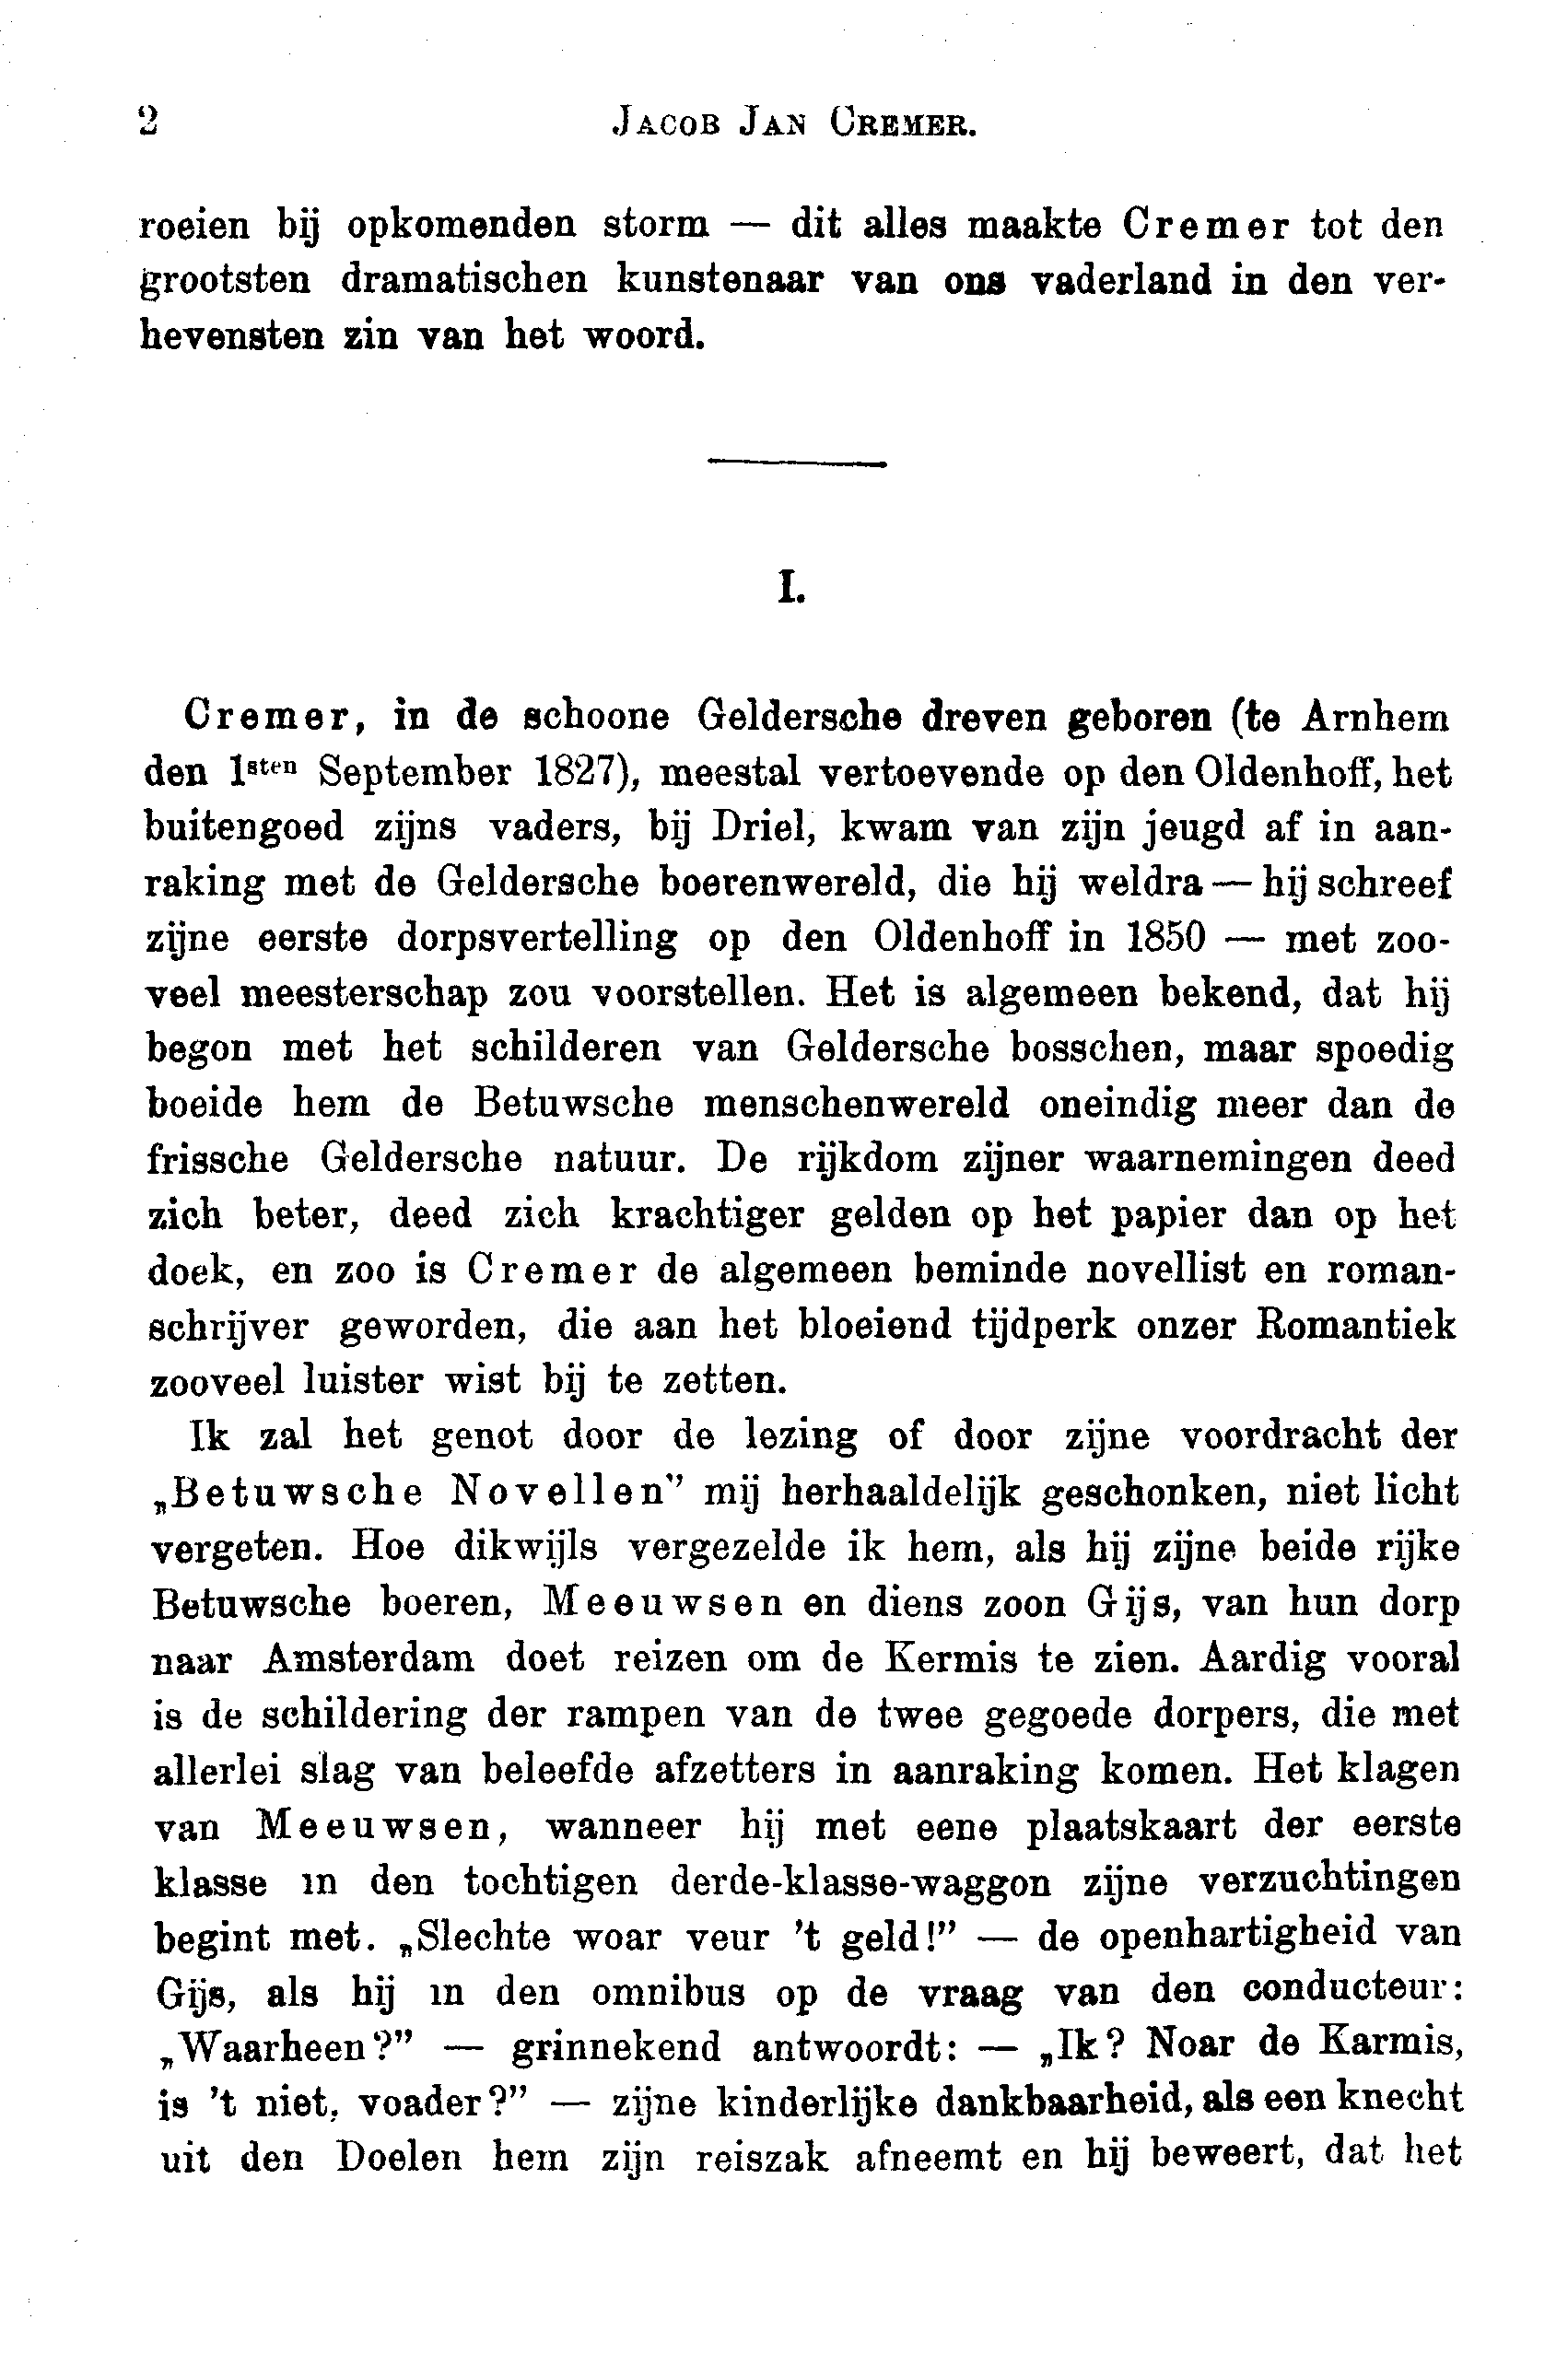 2 JACOB JAN CREMER.
roeien bij opkomenden storm — dit alles maakte Cremer tot den
grootsten dramatischen kunstenaar van ons vaderland in den ver-
hevensten zin van het woord.
I.
Cremer, in de schoone Geldersche dreven geboren (te Arnhem
den 1sten September 1827), meestal vertoevende op den Oldenhoff, het
buitengoed zijns vaders, bij Driel, kwam van zijn jeugd af in aan-
raking met de Geldersche boerenwereld, die hij weldra — hij schreef
zijne eerste dorpsvertelling op den Oldenhoff in 1850 — met zoo-
veel meesterschap zou voorstellen. Het is algemeen bekend, dat hij
begon met het schilderen van Geldersche bosschen, maar spoedig
boeide hem de Betuwsche menschenwereld oneindig meer dan de
frissche Geldersche natuur. De rijkdom zijner waarnemingen deed
zich beter, deed zich krachtiger gelden op het papier dan op het
doek, en zoo is Cremer de algemeen beminde novellist en roman-
schrijver geworden, die aan het bloeiend tijdperk onzer Romantiek
zooveel luister wist bij te zetten.
Ik zal het genot door de lezing of door zijne voordracht der
„Betuwsche Novellen” mij herhaaldelijk geschonken, niet licht
vergeten. Hoe dikwijls vergezelde ik hem, als hij zijne beide rijke
Betuwsche boeren, Meeuwsen en diens zoon Gijs, van hun dorp
naar Amsterdam doet reizen om de Kermis te zien. Aardig vooral
is de schildering der rampen van de twee gegoede dorpers, die met
allerlei slag van beleefde afzetters in aanraking komen. Het klagen
van Meeuwsen, wanneer hij met eene plaatskaart der eerste
klasse in den tochtigen derde-klasse-waggon zijne verzuchtingen
begint met. „Slechte woar veur 't geld!” — de openhartigheid van
Gijs, als hij in den omnibus op de vraag van den conducteur:
„Waarheen?” — grinnekend antwoordt: — „Ik? Noar de Karmis,
is 't niet, voader?” — zijne kinderlijke dankbaarheid, als een knecht
uit den Doelen hem zijn reiszak afneemt en hij beweert, dat het